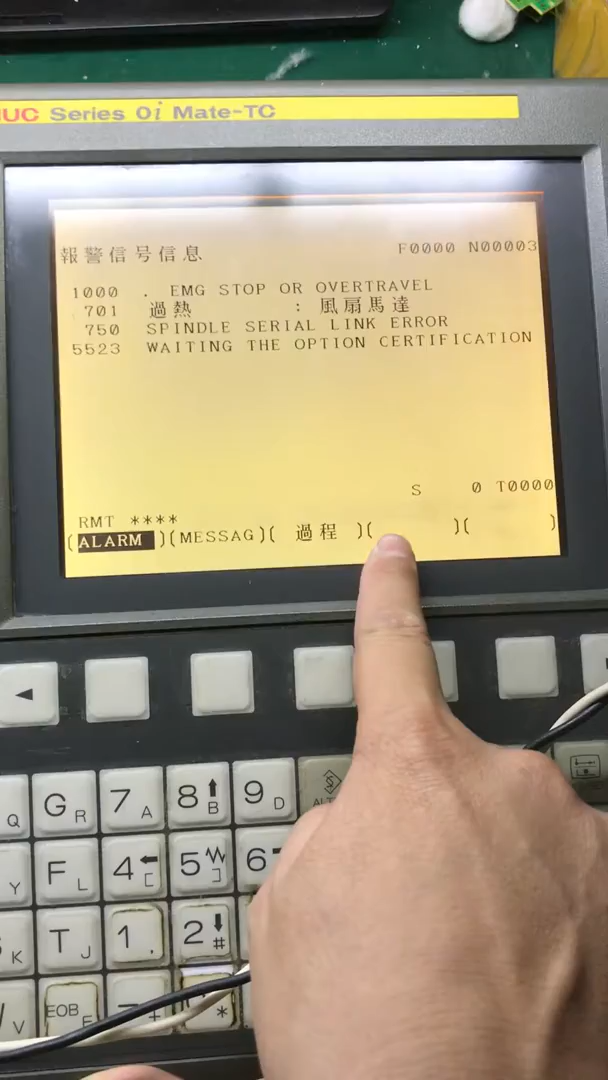 UC Series 0i Mate-TC
報警信号信息 F0000 N00003
1000 . EMG STOP OR OVERTRAVEL
701 過熱 : 風扇馬達
750 SPINDLE SERIAL LINK ERROR
5523 WAITING THE OPTION CERTIFICATION
S 0 T0000
RMT ****
(ALARM )(MESSAG)( 過程 )( )( )
◄
Q G R 7 A 8 ⬆ B 9 D
Y F L 4 ⬅ [ 5 ] 6
K T J 1 . 2 ⬇ #
V EOB E - + *